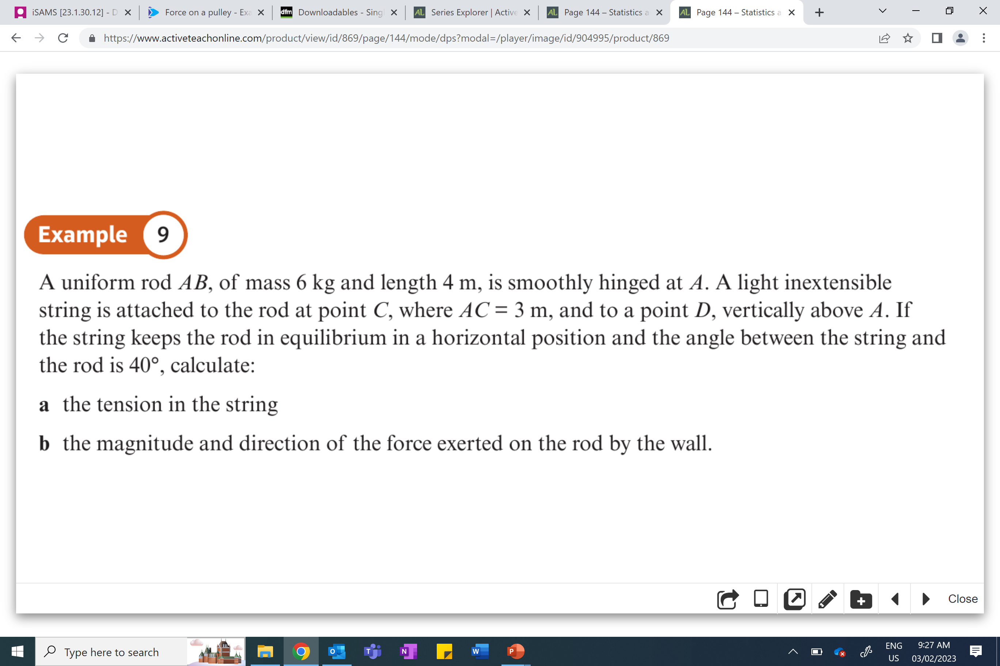 iSAMS [23.1.30.12] - D
Force on a pulley - Exa
dfm Downloadables - Singl
AL Series Explorer | Active
AL Page 144 – Statistics a
AL Page 144 – Statistics a
https://www.activeteachonline.com/product/view/id/869/page/144/mode/dps?modal=/player/image/id/904995/product/869
Example 9
A uniform rod AB, of mass 6 kg and length 4 m, is smoothly hinged at A. A light inextensible
string is attached to the rod at point C, where AC = 3 m, and to a point D, vertically above A. If
the string keeps the rod in equilibrium in a horizontal position and the angle between the string and
the rod is 40°, calculate:
a the tension in the string
b the magnitude and direction of the force exerted on the rod by the wall.
Close
Type here to search
ENG
US
9:27 AM
03/02/2023